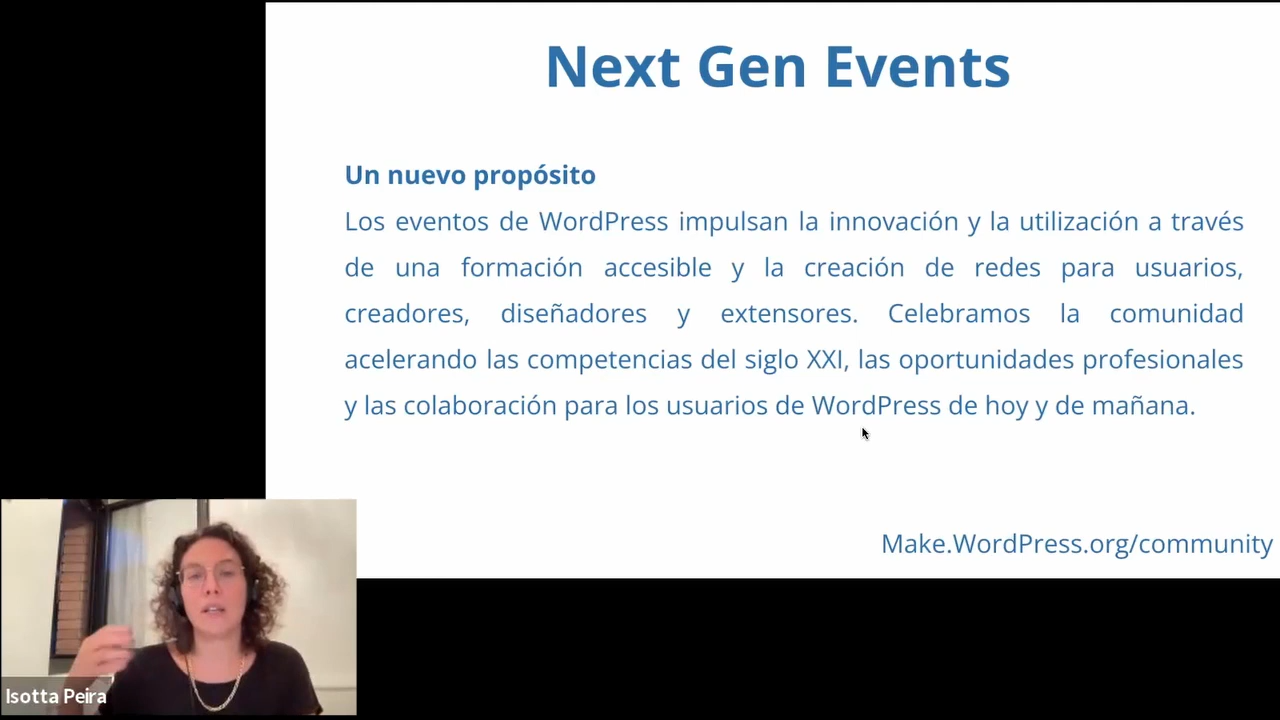 Next Gen Events
Un nuevo propósito
Los eventos de WordPress impulsan la innovación y la utilización a través
de una formación accesible y la creación de redes para usuarios,
creadores, diseñadores y extensores. Celebramos la comunidad
acelerando las competencias del siglo XXI, las oportunidades profesionales
y las colaboración para los usuarios de WordPress de hoy y de mañana.
Make.WordPress.org/community
Isotta Peira